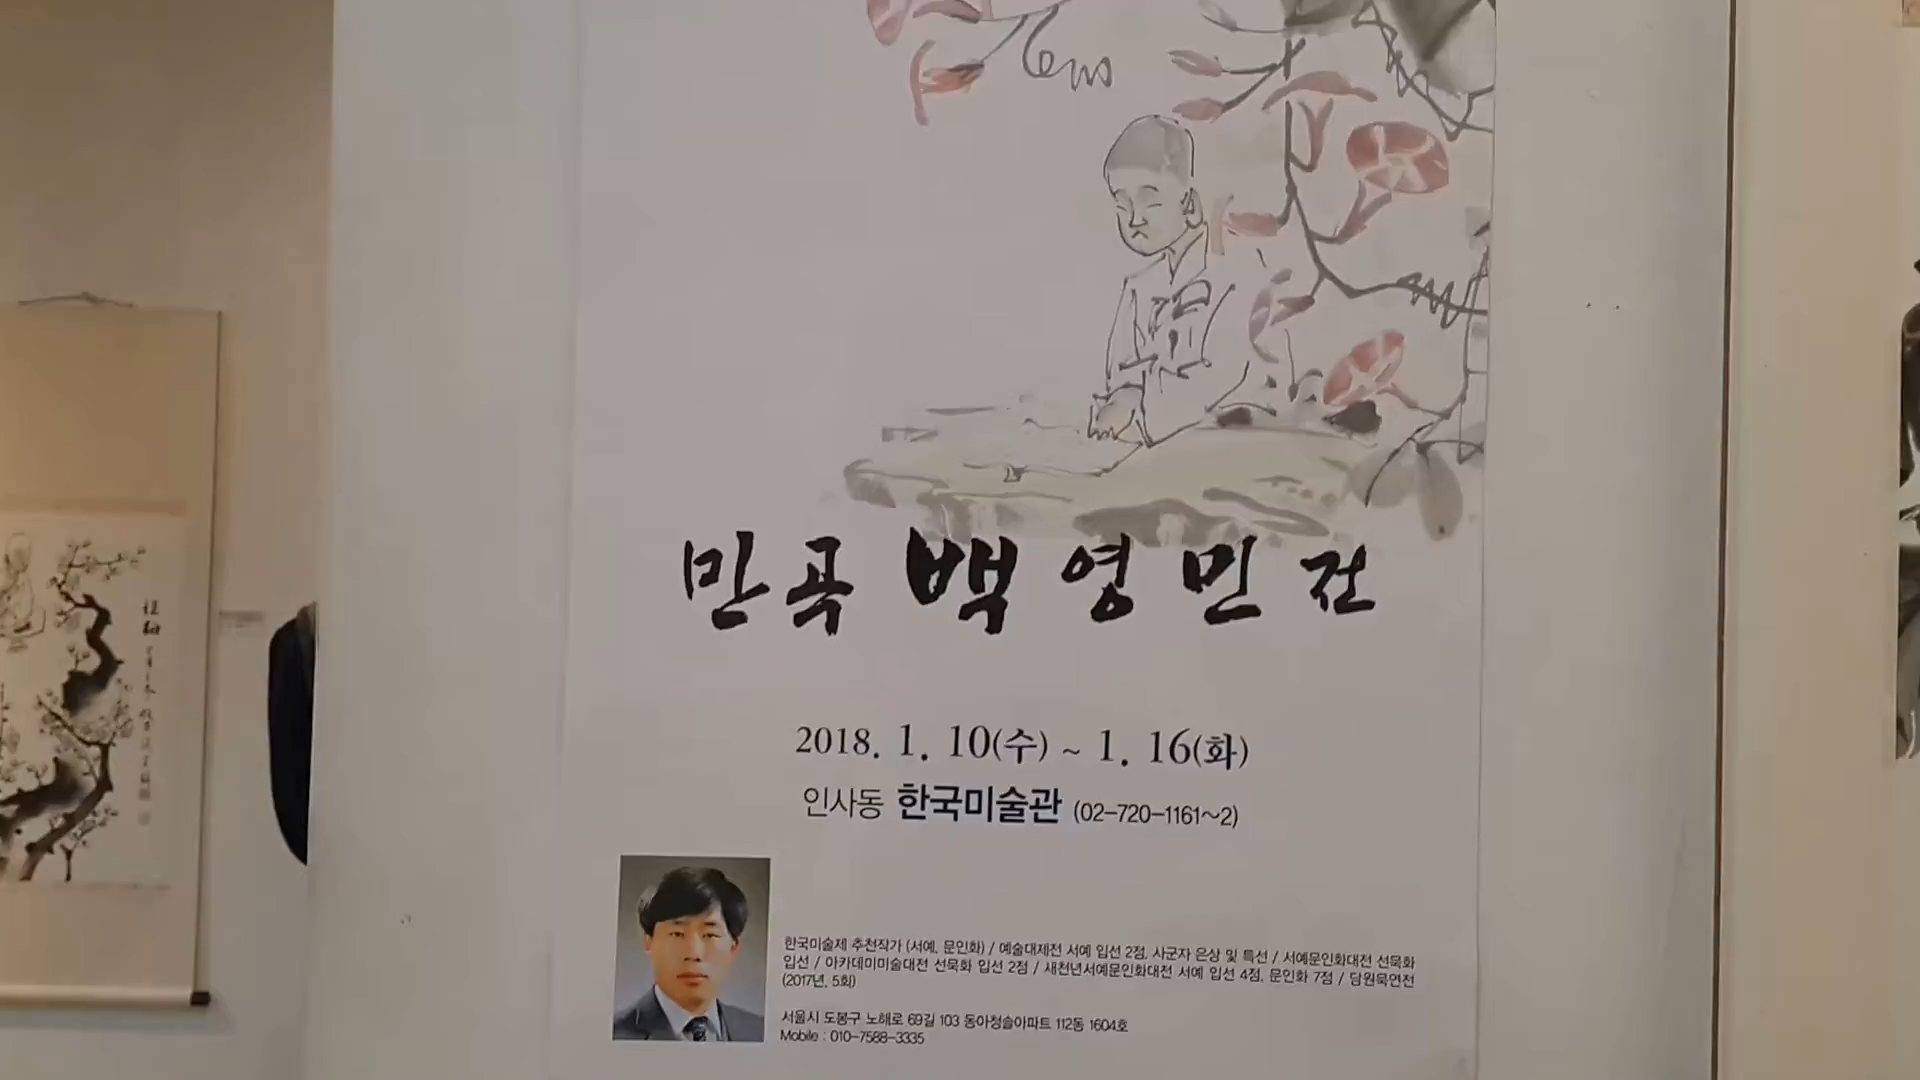 만곡 백영민전
2018. 1. 10(수) ~ 1. 16(화)
인사동 한국미술관 (02-720-1161~2)
한국미술제 추천작가 (서예, 문인화) / 예술대제전 서예 입선 2점, 사군자 은상 및 특선 / 서예문인화대전 선묵화
입선 / 아카데미미술대전 선묵화 입선 2점 / 새천년서예문인화대전 서예 입선 4점, 문인화 7점 / 담원묵연전
(2017년, 5회)
서울시 도봉구 노해로 69길 103 동아청솔아파트 112동 1604호
Mobile : 010-7588-3335